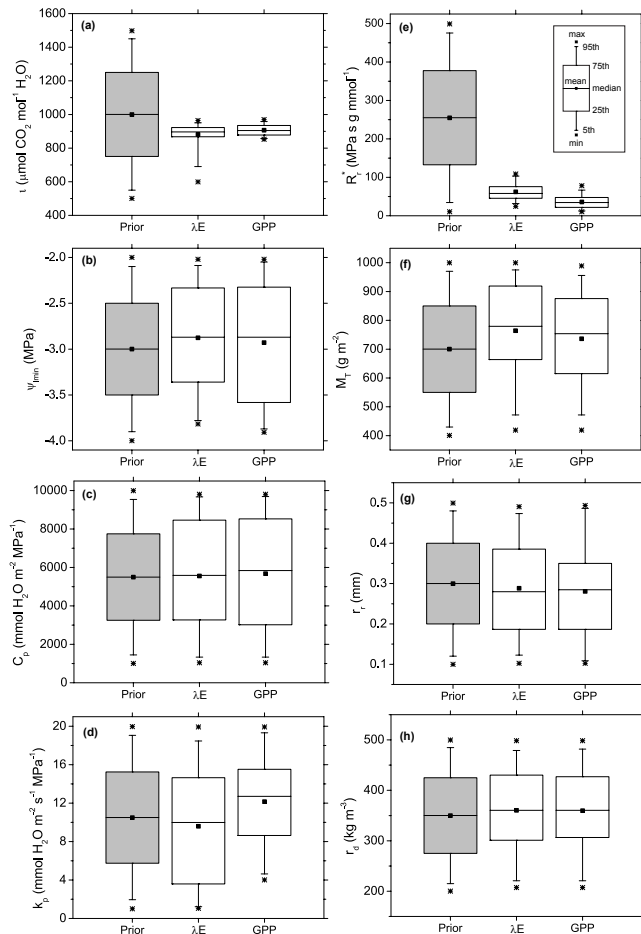 (a)
ι (μmol CO2 mol-1 H2O)
1600
1400
1200
1000
800
600
400
Prior
λE
GPP
(b)
ψlmin (MPa)
-2.0
-2.5
-3.0
-3.5
-4.0
Prior
λE
GPP
(c)
Cp (mmol H2O m-2 MPa-1)
10000
8000
6000
4000
2000
0
Prior
λE
GPP
(d)
kp (mmol H2O m-2 s-1 MPa-1)
20
16
12
8
4
0
Prior
λE
GPP
(e)
Rr* (MPa s g mmol-1)
500
400
300
200
100
0
max
95th
75th
mean
median
25th
5th
min
Prior
λE
GPP
(f)
MT (g m-2)
1000
900
800
700
600
500
400
Prior
λE
GPP
(g)
rr (mm)
0.5
0.4
0.3
0.2
0.1
Prior
λE
GPP
(h)
rd (kg m-3)
500
400
300
200
Prior
λE
GPP